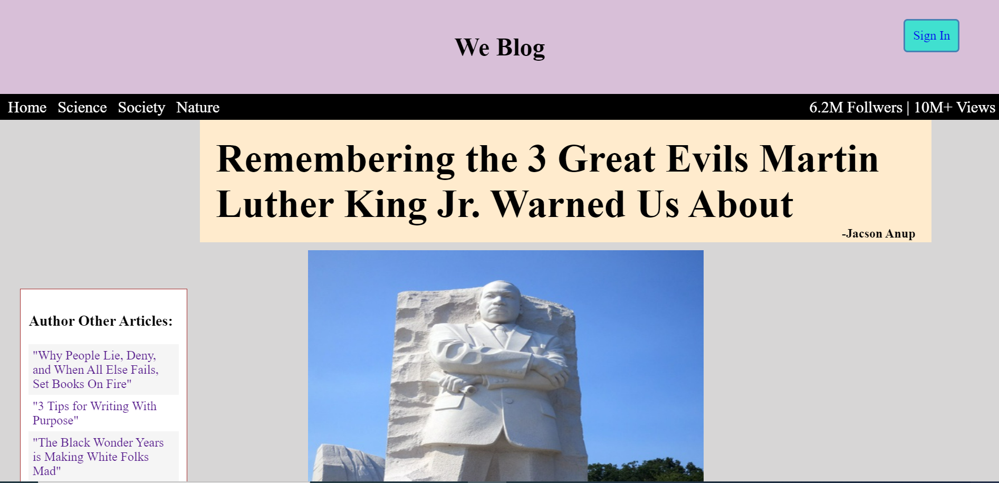 We Blog
Sign In
Home Science Society Nature
6.2M Follwers | 10M+ Views
Remembering the 3 Great Evils Martin
Luther King Jr. Warned Us About
-Jacson Anup
Author Other Articles:
"Why People Lie, Deny,
and When All Else Fails,
Set Books On Fire"
"3 Tips for Writing With
Purpose"
"The Black Wonder Years
is Making White Folks
Mad"